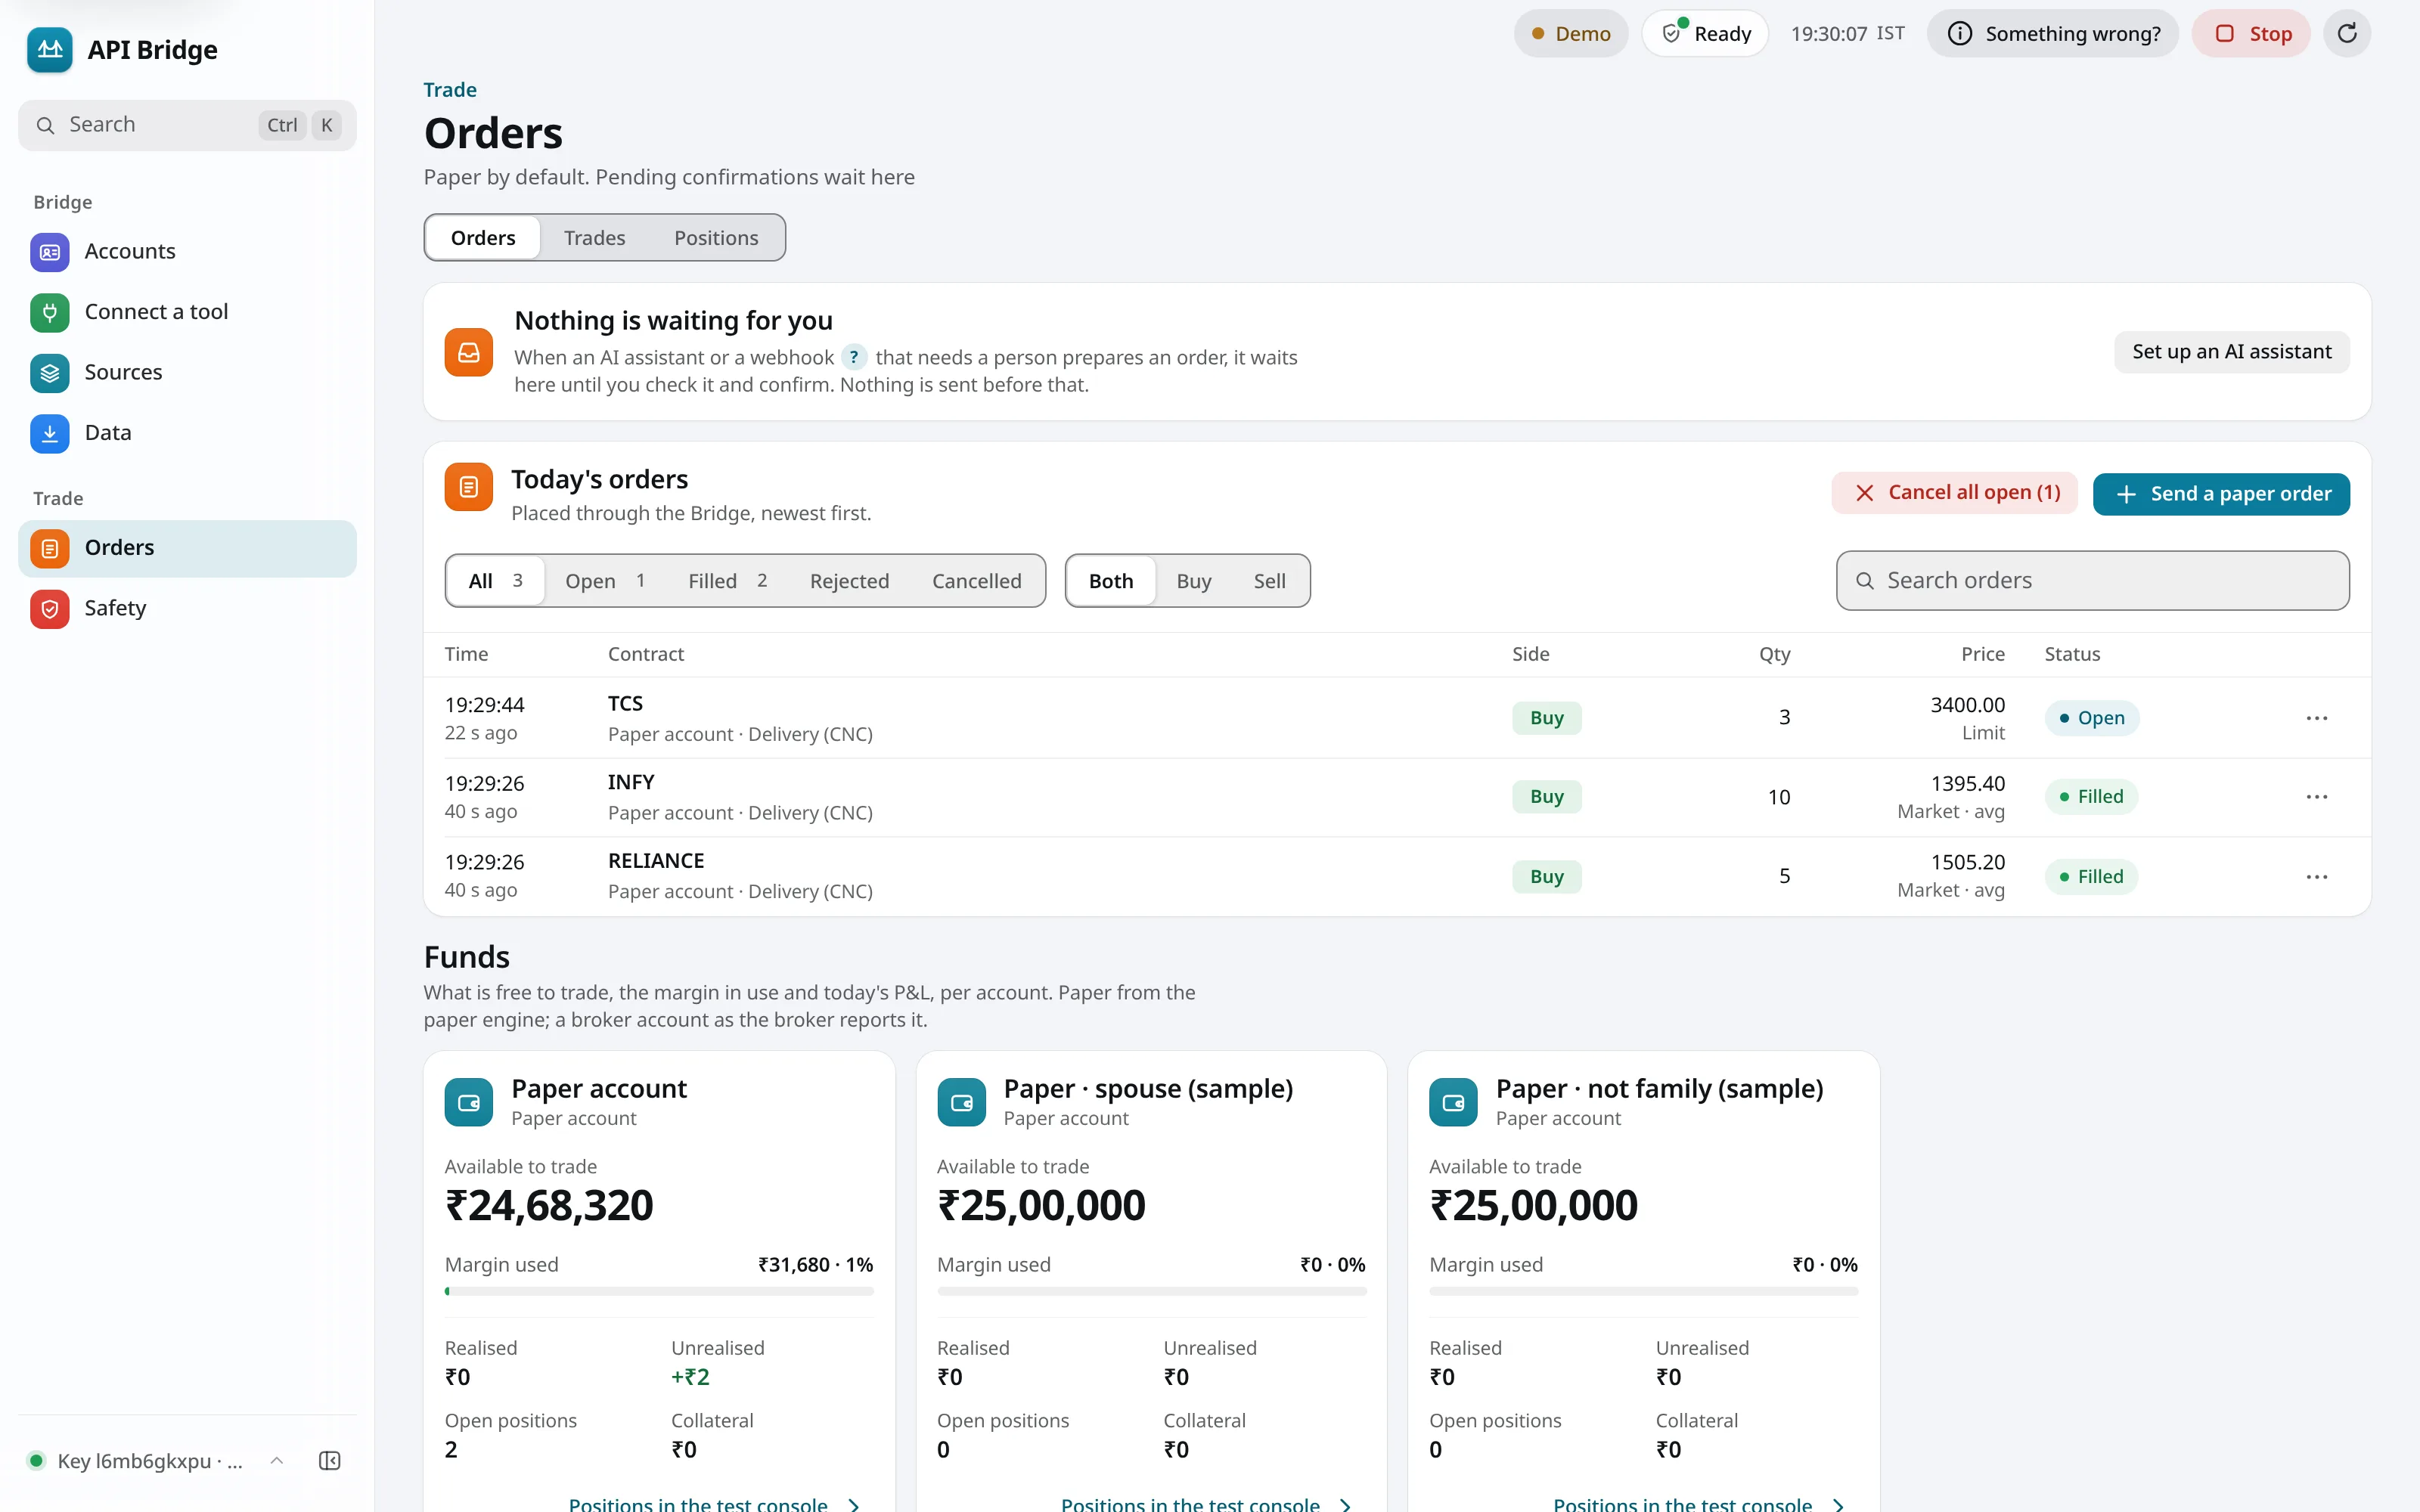 API Bridge
Search Ctrl K
Bridge
Accounts
Connect a tool
Sources
Data
Trade
Orders
Safety
Key l6mb6gkxpu · ...
Demo
Ready
19:30:07 IST
Something wrong?
Stop
Trade
Orders
Paper by default. Pending confirmations wait here
Orders Trades Positions
Nothing is waiting for you
When an AI assistant or a webhook ? that needs a person prepares an order, it waits
here until you check it and confirm. Nothing is sent before that.
Set up an AI assistant
Today's orders
Placed through the Bridge, newest first.
Cancel all open (1)
Send a paper order
All 3 Open 1 Filled 2 Rejected Cancelled
Both Buy Sell
Search orders
Time Contract Side Qty Price Status
19:29:44 TCS Buy 3 3400.00 Open
22 s ago Paper account · Delivery (CNC) Limit
19:29:26 INFY Buy 10 1395.40 Filled
40 s ago Paper account · Delivery (CNC) Market · avg
19:29:26 RELIANCE Buy 5 1505.20 Filled
40 s ago Paper account · Delivery (CNC) Market · avg
Funds
What is free to trade, the margin in use and today's P&L, per account. Paper from the
paper engine; a broker account as the broker reports it.
Paper account
Paper account
Available to trade
₹24,68,320
Margin used ₹31,680 · 1%
Realised Unrealised
₹0 +₹2
Open positions Collateral
2 ₹0
Positions in the test console
Paper · spouse (sample)
Paper account
Available to trade
₹25,00,000
Margin used ₹0 · 0%
Realised Unrealised
₹0 ₹0
Open positions Collateral
0 ₹0
Positions in the test console
Paper · not family (sample)
Paper account
Available to trade
₹25,00,000
Margin used ₹0 · 0%
Realised Unrealised
₹0 ₹0
Open positions Collateral
0 ₹0
Positions in the test console